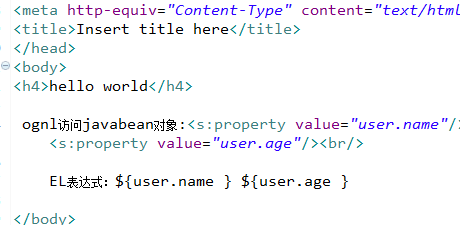 <meta http-equiv="Content-Type" content="text/html
<title>Insert title here</title>
</head>
<body>
<h4>hello world</h4>
ognl访问javabean对象:<s:property value="user.name"/
<s:property value="user.age"/><br/>
EL表达式：${user.name } ${user.age }
</body>